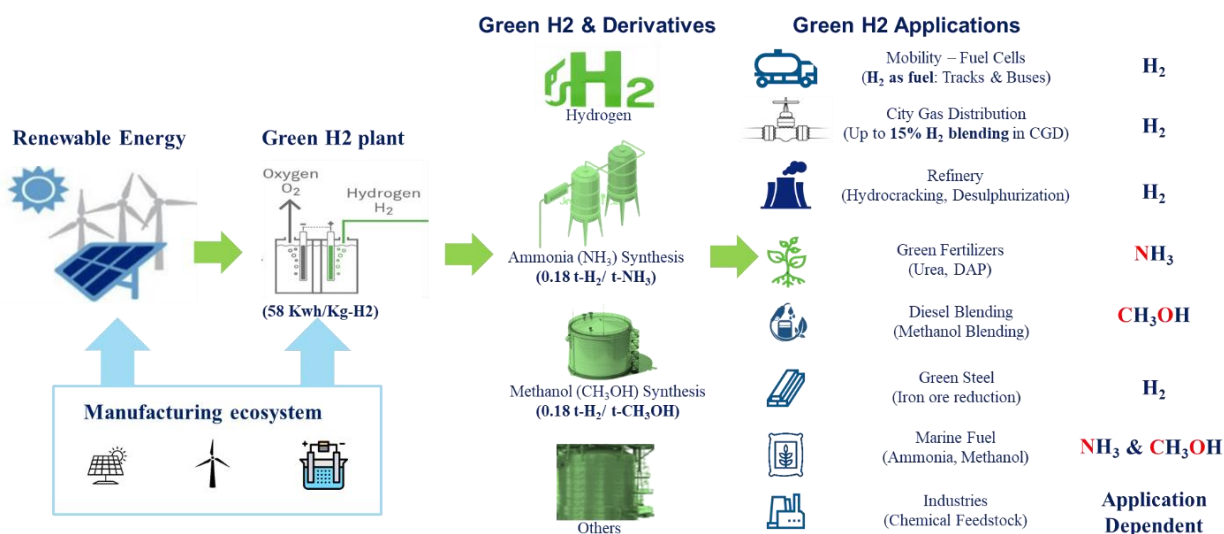 Green H2 & Derivatives
Green H2 Applications
Renewable Energy
Green H2 plant
Oxygen
O₂
Hydrogen
H₂
(58 Kwh/Kg-H2)
Manufacturing ecosystem
H2
Hydrogen
Ammonia (NH₃) Synthesis
(0.18 t-H₂/ t-NH₃)
Methanol (CH₃OH) Synthesis
(0.18 t-H₂/ t-CH₃OH)
Others
Mobility – Fuel Cells
(H₂ as fuel: Tracks & Buses)
H₂
City Gas Distribution
(Up to 15% H₂ blending in CGD)
H₂
Refinery
(Hydrocracking, Desulphurization)
H₂
Green Fertilizers
(Urea, DAP)
NH₃
Diesel Blending
(Methanol Blending)
CH₃OH
Green Steel
(Iron ore reduction)
H₂
Marine Fuel
(Ammonia, Methanol)
NH₃ & CH₃OH
Industries
(Chemical Feedstock)
Application
Dependent